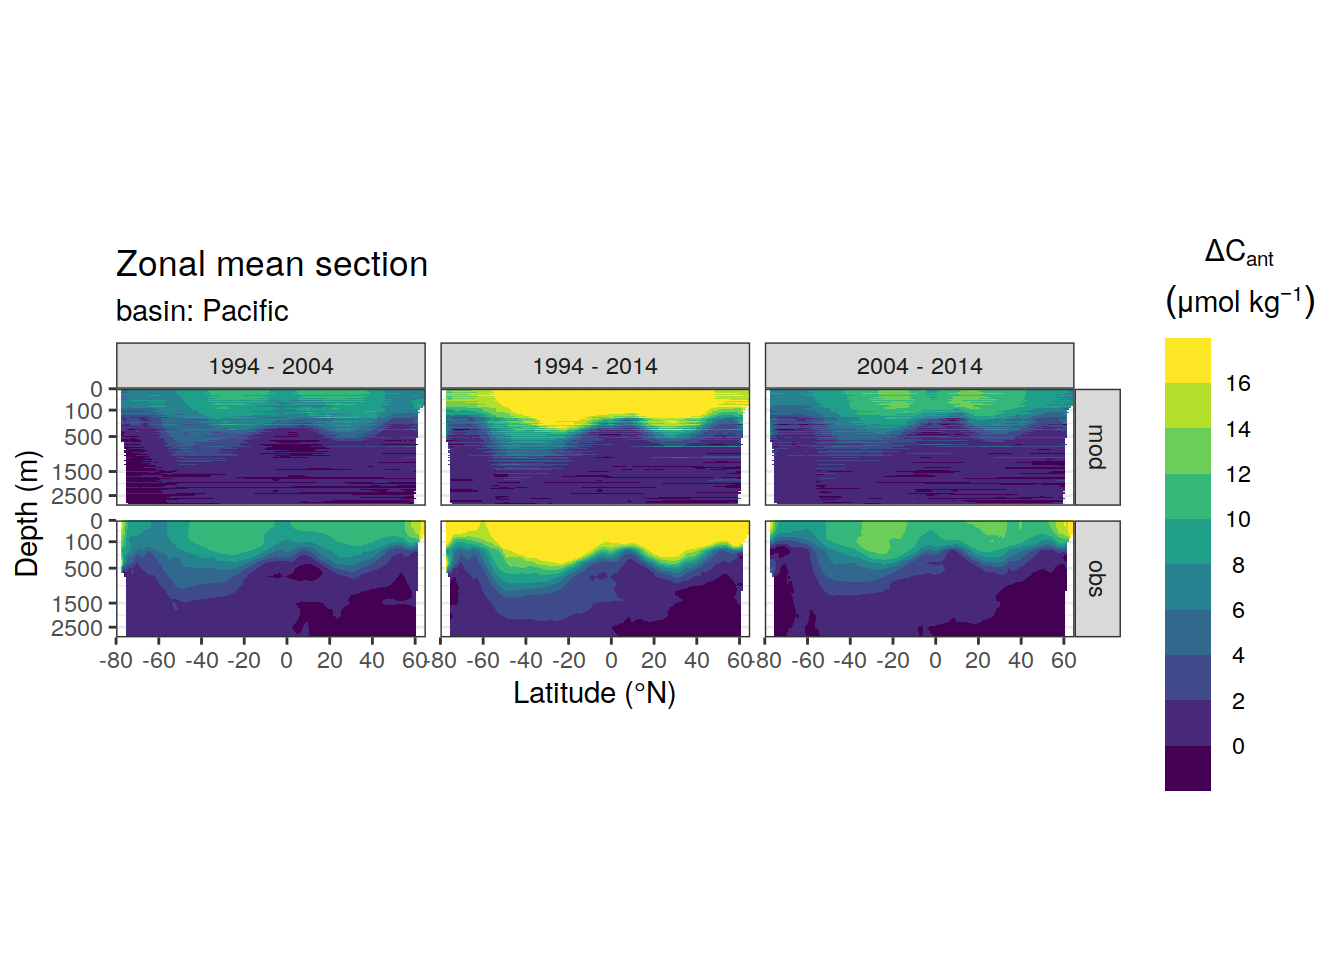 Zonal mean section
basin: Pacific
1994 - 2004
1994 - 2014
2004 - 2014
0
100
500
1500
2500
mod
0
100
500
1500
2500
obs
Depth (m)
-80 -60 -40 -20 0 20 40 60
-80 -60 -40 -20 0 20 40 60
-80 -60 -40 -20 0 20 40 60
Latitude (°N)
ΔCant
(μmol kg−1)
16
14
12
10
8
6
4
2
0